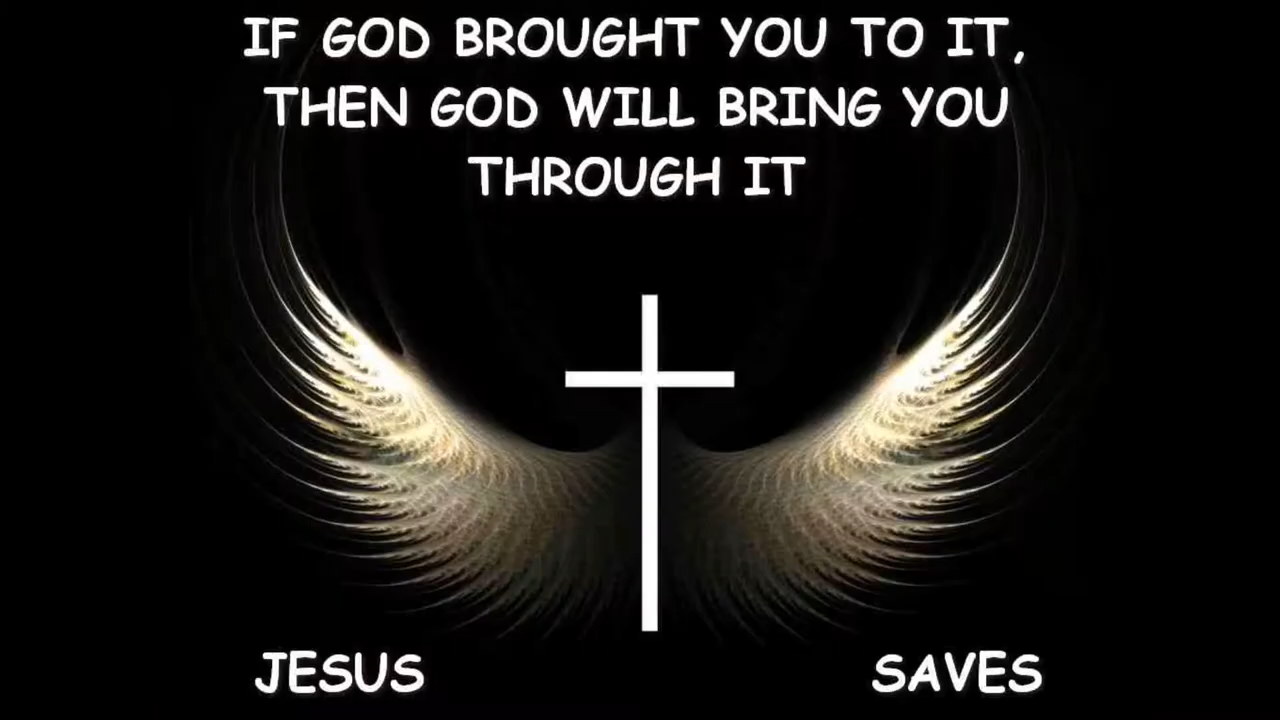 IF GOD BROUGHT YOU TO IT,
THEN GOD WILL BRING YOU
THROUGH IT
JESUS SAVES